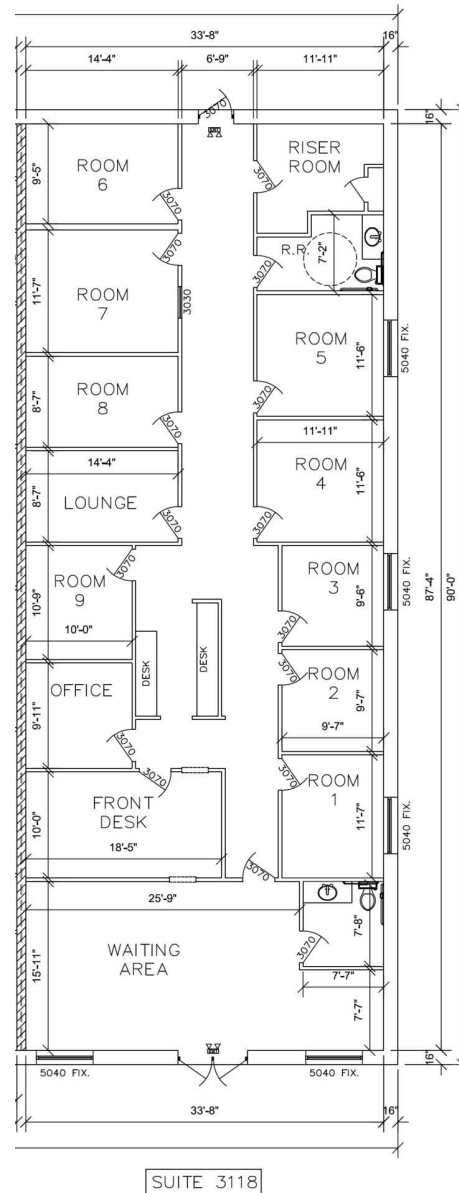 33'-8"
14'-4"
6'-9"
11'-11"
16"
3070
16"
9'-5"
ROOM
6
3070
RISER
ROOM
3070
3070
3070
R.R.
7'-2"
3070
11'-7"
ROOM
7
3030
ROOM
5
11'-6"
5040 FIX.
8'-7"
ROOM
8
3070
3070
14'-4"
11'-11"
8'-7"
LOUNGE
3070
ROOM
4
11'-6"
3070
3070
ROOM
9
10'-9"
10'-0"
DESK
DESK
ROOM
3
9'-6"
3070
5040 FIX.
87'-4"
90'-0"
OFFICE
9'-11"
3070
3070
ROOM
2
9'-7"
9'-7"
3070
10'-0"
FRONT
DESK
18'-5"
3070
ROOM
1
11'-7"
5040 FIX.
3070
25'-9"
WAITING
AREA
15'-11"
3070
7'-8"
7'-7"
7'-7"
5040 FIX.
5040 FIX.
16"
33'-8"
16"
SUITE 3118